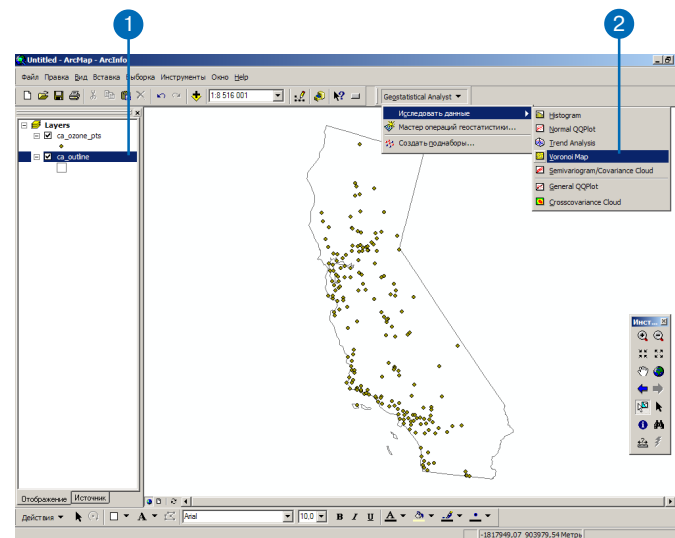 1
2
Untitled - ArcMap - ArcInfo
Файл Правка Вид Вставка Выборка Инструменты Окно Help
1:8 516 001
Geostatistical Analyst
Layers
ca_ozone_pts
ca_outline
Исследовать данные
Мастер операций геостатистики...
Создать поднаборы...
Histogram
Normal QQPlot
Trend Analysis
Voronoi Map
Semivariogram/Covariance Cloud
General QQPlot
Crosscovariance Cloud
Инст...
Отображение Источник
Действия A Arial 10,0 B I U A
-1817949,07 903979,54 Метры